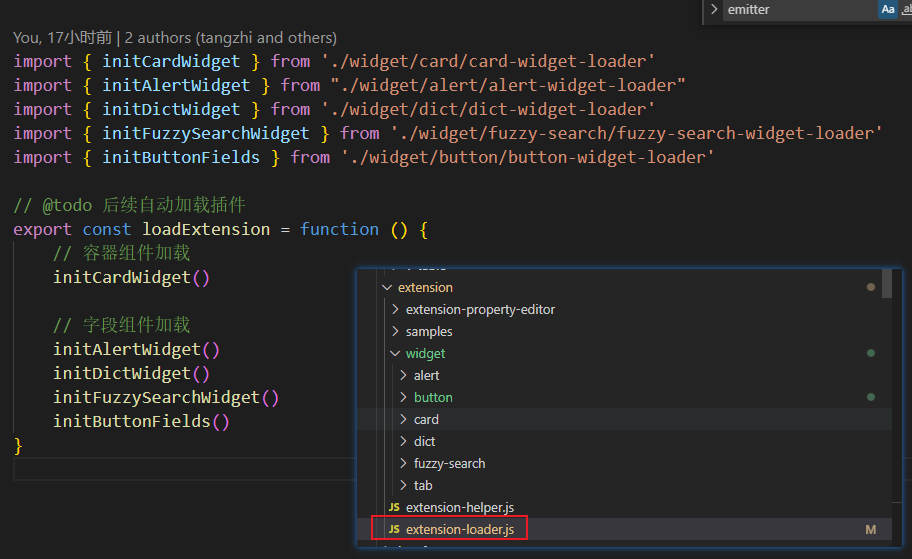 emitter
Aa
ab
You, 17小时前 | 2 authors (tangzhi and others)
import { initCardWidget } from './widget/card/card-widget-loader'
import { initAlertWidget } from "./widget/alert/alert-widget-loader"
import { initDictWidget } from './widget/dict/dict-widget-loader'
import { initFuzzySearchWidget } from './widget/fuzzy-search/fuzzy-search-widget-loader'
import { initButtonFields } from './widget/button/button-widget-loader'
// @todo 后续自动加载插件
export const loadExtension = function () {
// 容器组件加载
initCardWidget()
// 字段组件加载
initAlertWidget()
initDictWidget()
initFuzzySearchWidget()
initButtonFields()
}
extension
extension-property-editor
samples
widget
alert
button
card
dict
fuzzy-search
tab
JS extension-helper.js
JS extension-loader.js M